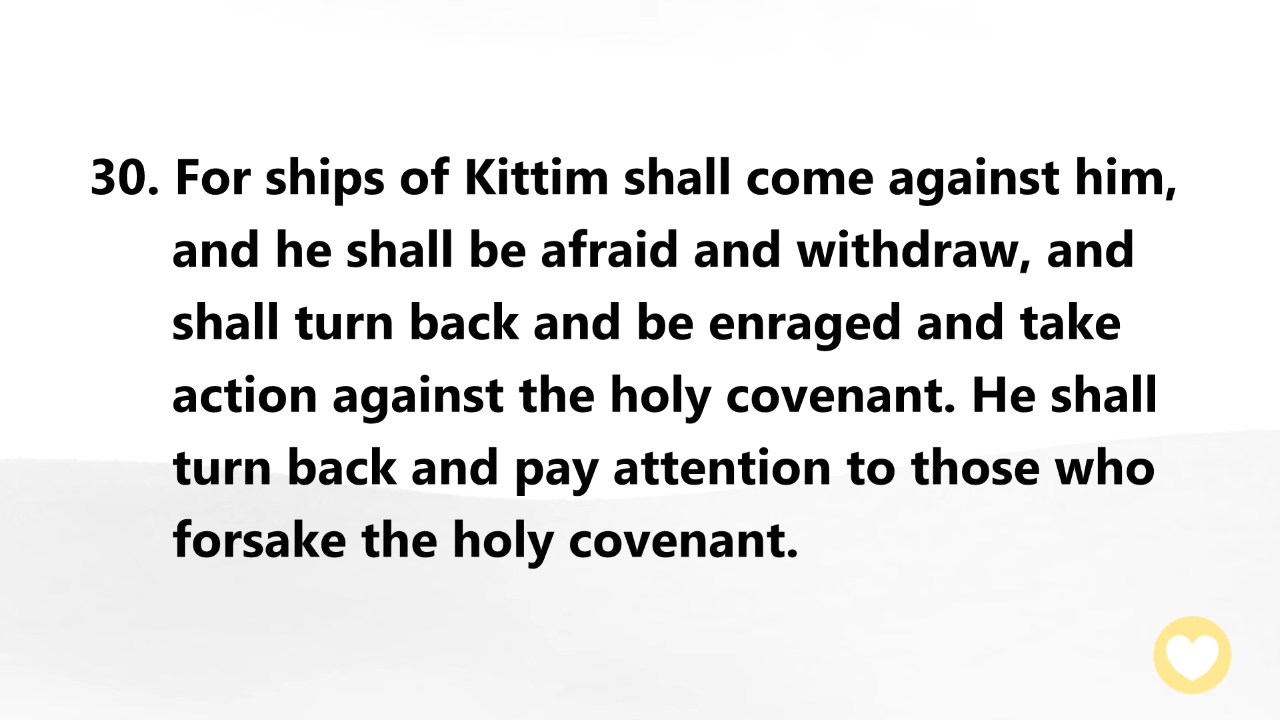 30. For ships of Kittim shall come against him,
and he shall be afraid and withdraw, and
shall turn back and be enraged and take
action against the holy covenant. He shall
turn back and pay attention to those who
forsake the holy covenant.